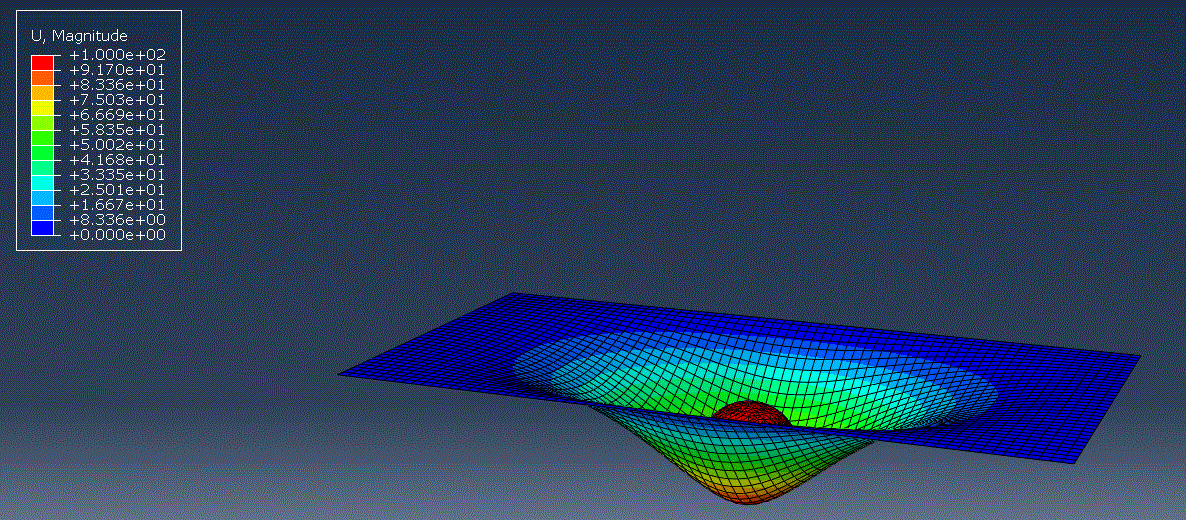 U, Magnitude
+1.000e+02
+9.170e+01
+8.336e+01
+7.503e+01
+6.669e+01
+5.835e+01
+5.002e+01
+4.168e+01
+3.335e+01
+2.501e+01
+1.667e+01
+8.336e+00
+0.000e+00